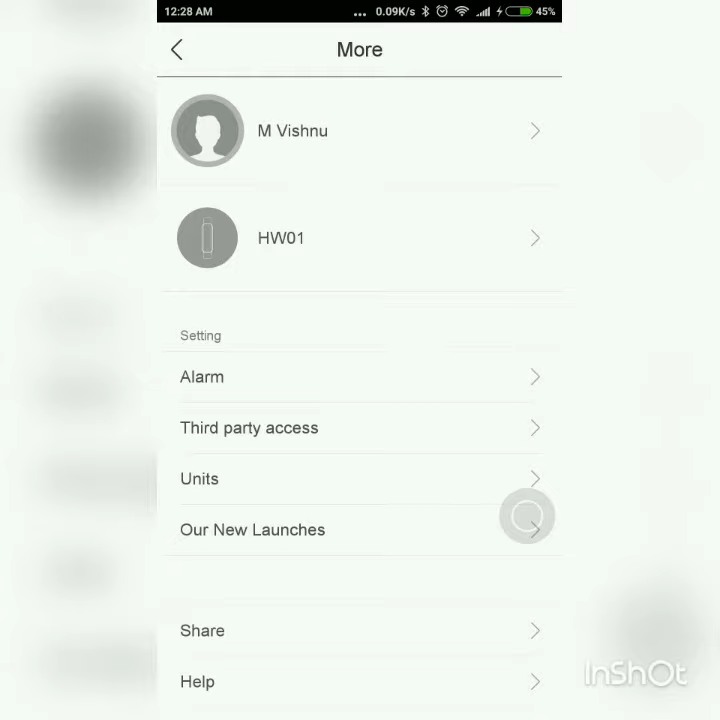 12:28 AM ... 0.09K/s 45%
More
M Vishnu
HW01
Setting
Alarm
Third party access
Units
Our New Launches
Share
Help
InShOt